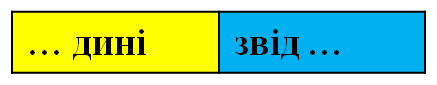 … дині звід …